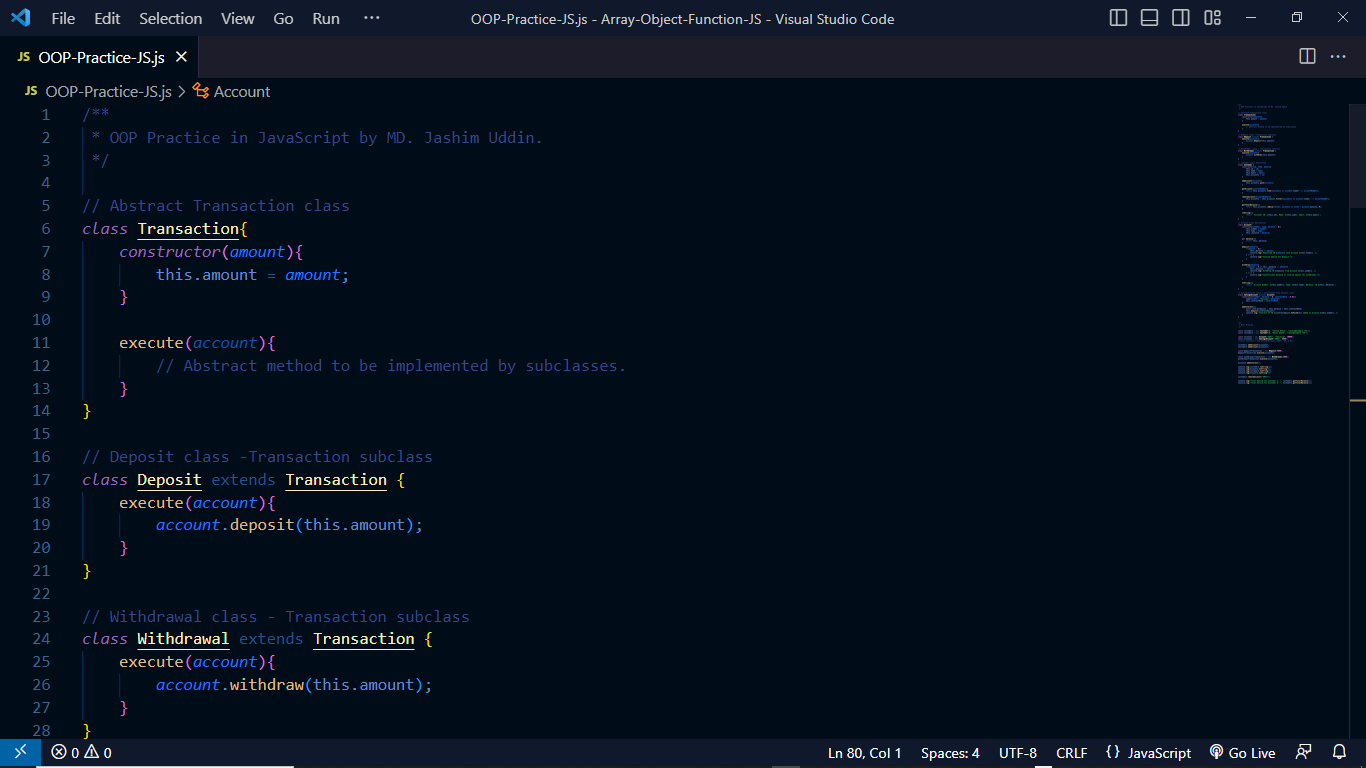 File Edit Selection View Go Run ··· OOP-Practice-JS.js - Array-Object-Function-JS - Visual Studio Code
JS OOP-Practice-JS.js
JS OOP-Practice-JS.js > Account
1 /**
2 * OOP Practice in JavaScript by MD. Jashim Uddin.
3 */
4
5 // Abstract Transaction class
6 class Transaction{
7 constructor(amount){
8 this.amount = amount;
9 }
10
11 execute(account){
12 // Abstract method to be implemented by subclasses.
13 }
14 }
15
16 // Deposit class -Transaction subclass
17 class Deposit extends Transaction {
18 execute(account){
19 account.deposit(this.amount);
20 }
21 }
22
23 // Withdrawal class - Transaction subclass
24 class Withdrawal extends Transaction {
25 execute(account){
26 account.withdraw(this.amount);
27 }
28 }
0 0 Ln 80, Col 1 Spaces: 4 UTF-8 CRLF {} JavaScript Go Live